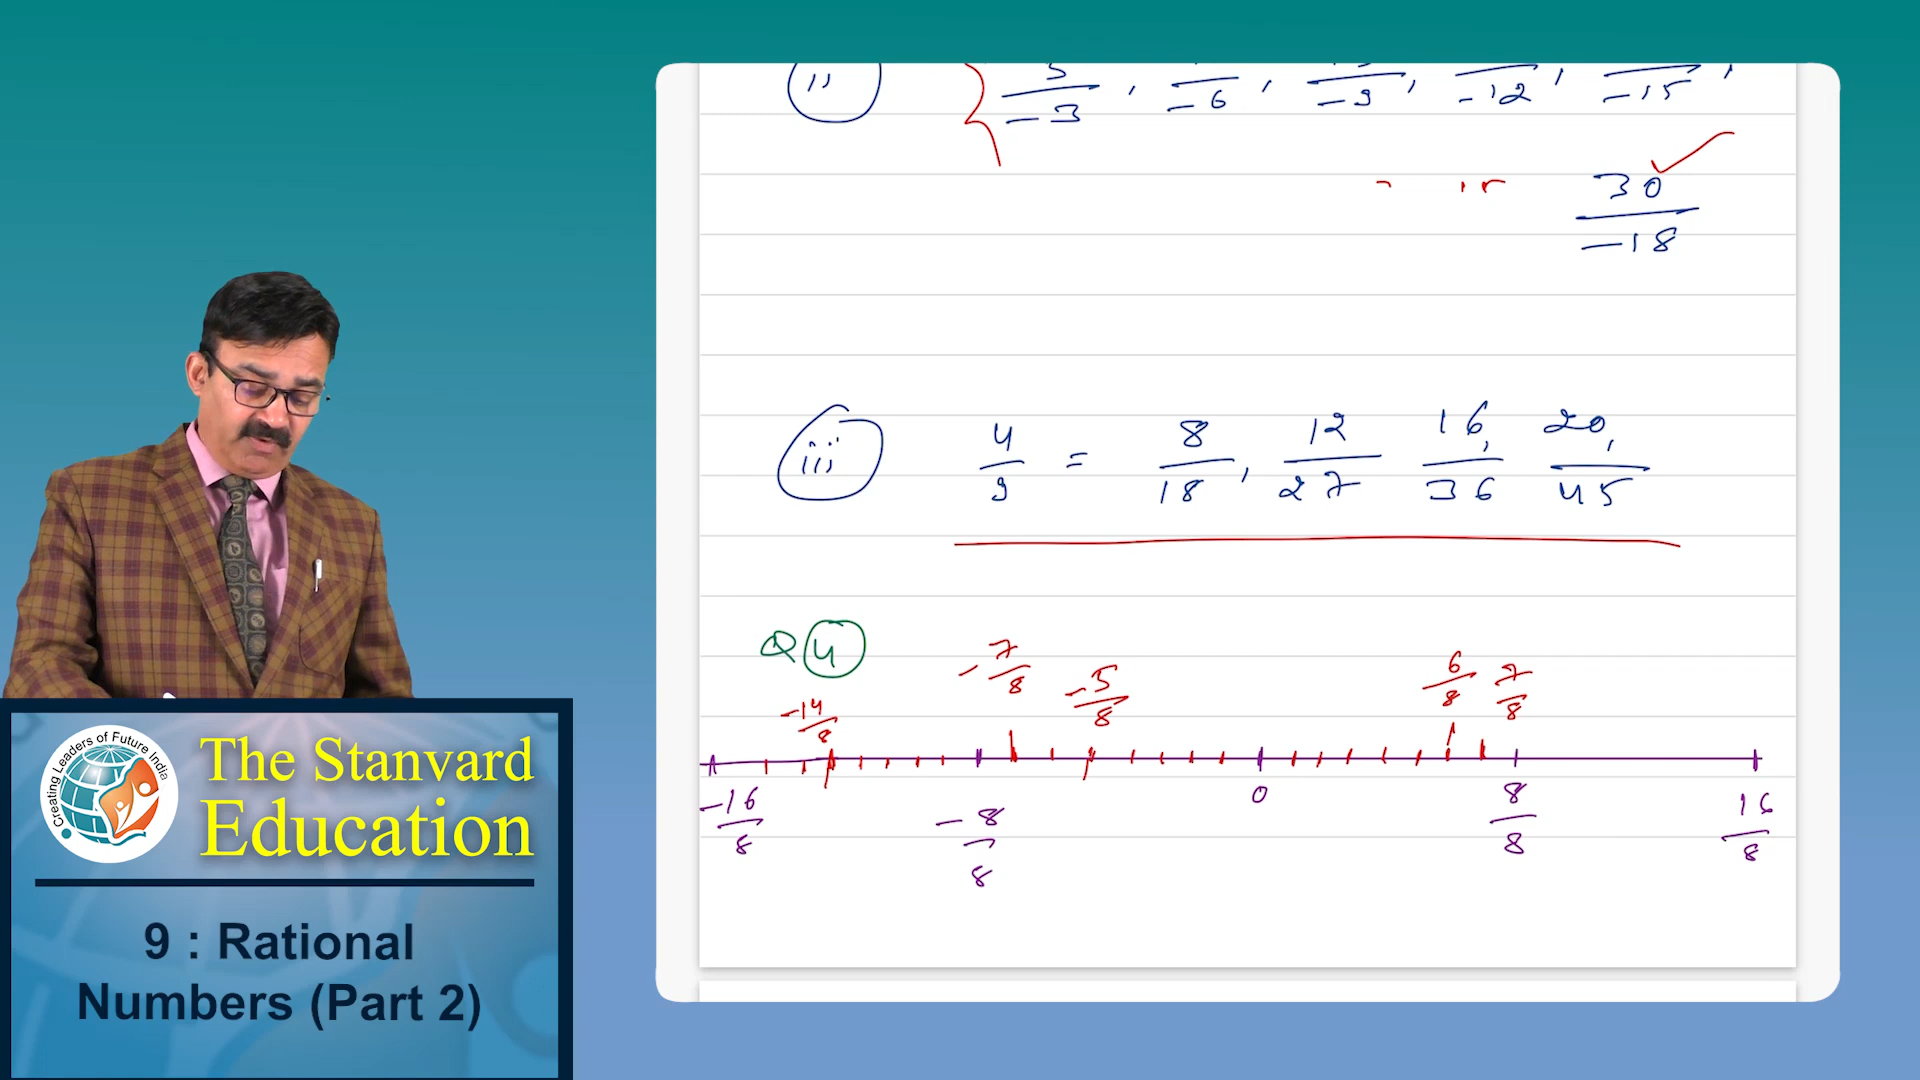 ii 5/-3, /-6, /-9, /-12, /-15,
30/-18
iii 4/9 = 8/18, 12/27 16/36, 20/45,
Q 4
-14/8 -7/8 -5/8 6/8 7/8
-16/8 -8/8 0 8/8 16/8
Creating Leaders of Future India
The Stanvard
Education
9 : Rational
Numbers (Part 2)